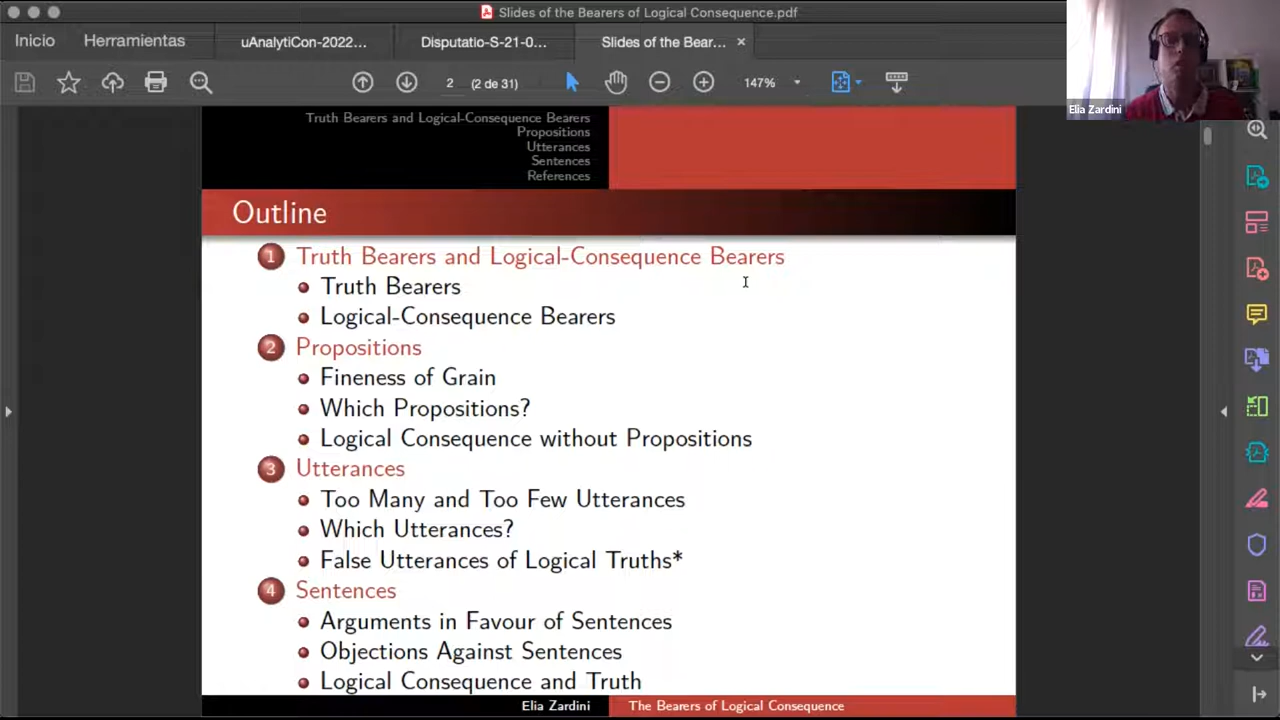 Slides of the Bearers of Logical Consequence.pdf
Inicio
Herramientas
uAnalytiCon-2022...
Disputatio-S-21-0...
Slides of the Bear...
2
(2 de 31)
147%
Elia Zardini
Truth Bearers and Logical-Consequence Bearers
Propositions
Utterances
Sentences
References
Outline
1 Truth Bearers and Logical-Consequence Bearers
Truth Bearers
Logical-Consequence Bearers
2 Propositions
Fineness of Grain
Which Propositions?
Logical Consequence without Propositions
3 Utterances
Too Many and Too Few Utterances
Which Utterances?
False Utterances of Logical Truths*
4 Sentences
Arguments in Favour of Sentences
Objections Against Sentences
Logical Consequence and Truth
Elia Zardini
The Bearers of Logical Consequence